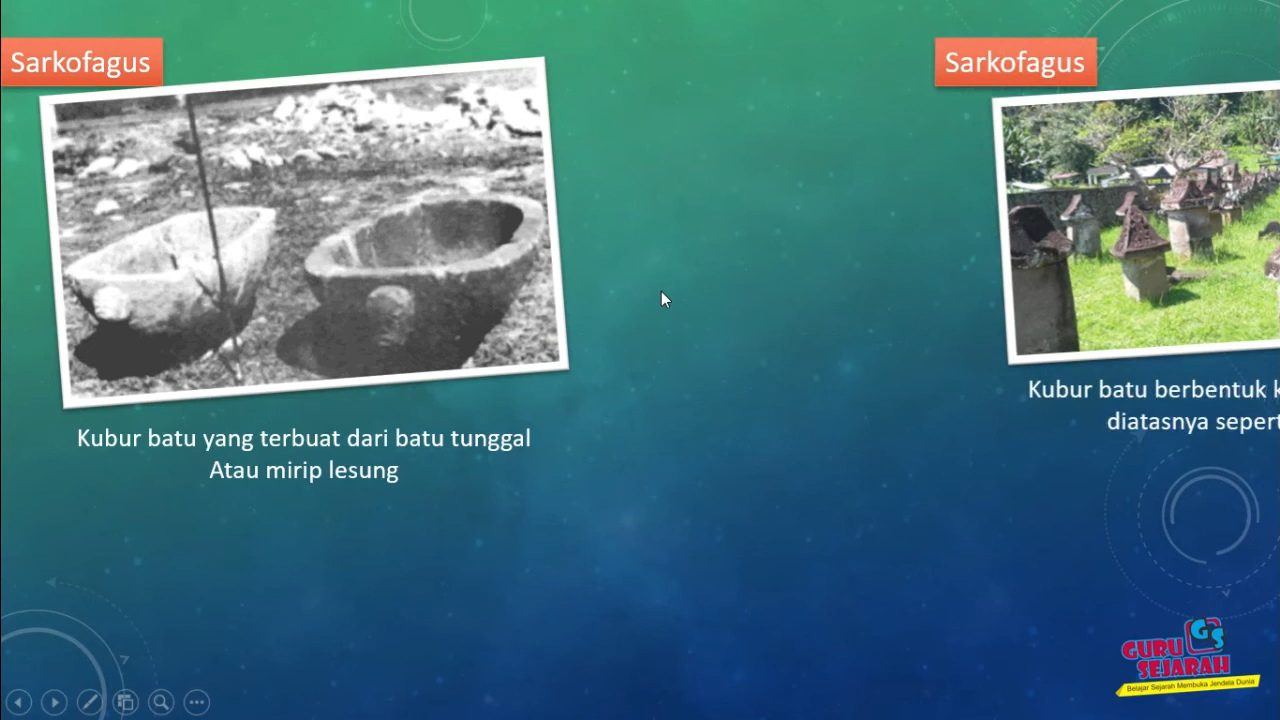 Sarkofagus
Kubur batu yang terbuat dari batu tunggal
Atau mirip lesung
Sarkofagus
Kubur batu berbentuk
diatasnya
GURU GS
SEJARAH
Belajar Sejarah Membuka Jendela Dunia